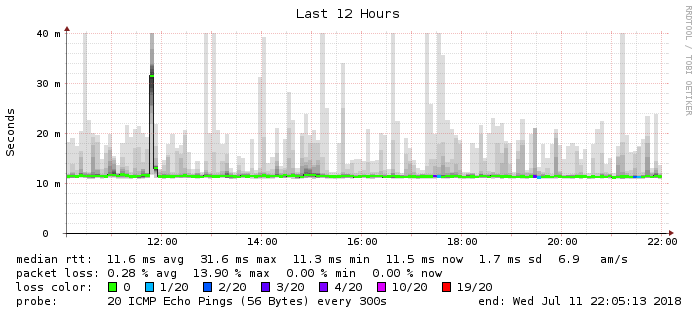 Last 12 Hours
RRDTOOL / TOBI OETIKER
Seconds
40 m
30 m
20 m
10 m
0
12:00 14:00 16:00 18:00 20:00 22:00
median rtt: 11.6 ms avg 31.6 ms max 11.3 ms min 11.5 ms now 1.7 ms sd 6.9 am/s
packet loss: 0.28 % avg 13.90 % max 0.00 % min 0.00 % now
loss color: 0 1/20 2/20 3/20 4/20 10/20 19/20
probe: 20 ICMP Echo Pings (56 Bytes) every 300s end: Wed Jul 11 22:05:13 2018